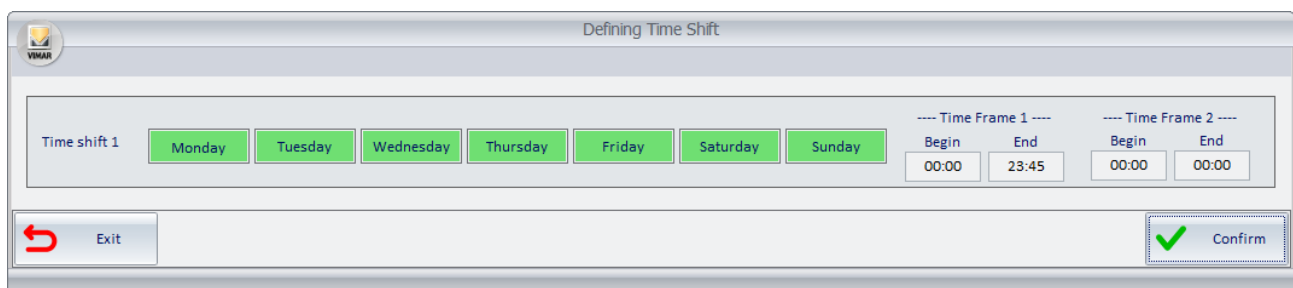 Defining Time Shift
VIMAR
---- Time Frame 1 ---- ---- Time Frame 2 ----
Time shift 1 Monday Tuesday Wednesday Thursday Friday Saturday Sunday Begin End Begin End
00:00 23:45 00:00 00:00
Exit Confirm